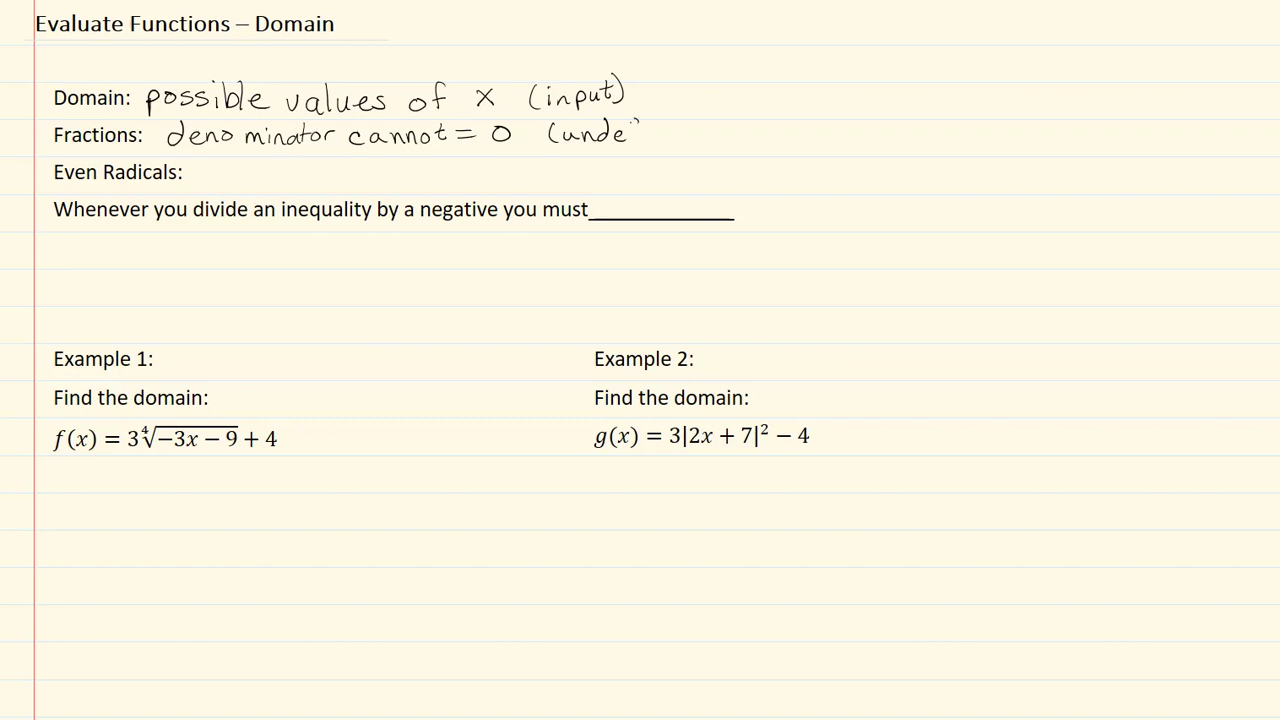 Evaluate Functions – Domain
Domain: possible values of x (input)
Fractions: denominator cannot = 0 (unde
Even Radicals:
Whenever you divide an inequality by a negative you must_____________
Example 1:
Find the domain:
f(x) = 3∜(−3x − 9) + 4
Example 2:
Find the domain:
g(x) = 3|2x + 7|² − 4